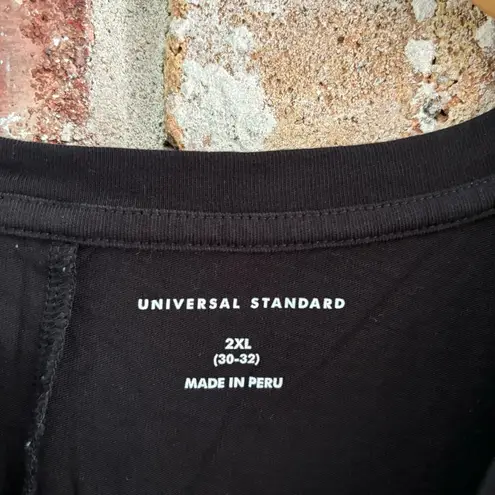 UNIVERSAL STANDARD
2XL
(30-32)
MADE IN PERU